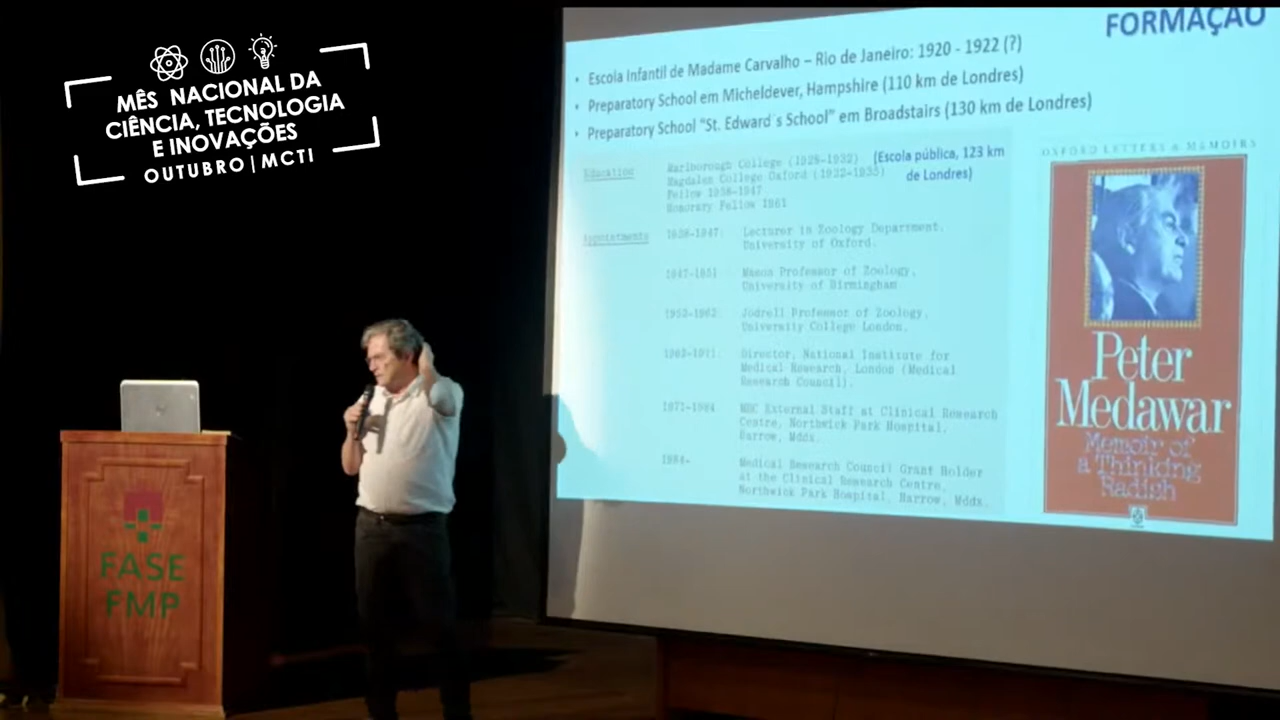 MÊS NACIONAL DA
CIÊNCIA, TECNOLOGIA
E INOVAÇÕES
OUTUBRO | MCTI
FORMAÇÃO
• Escola Infantil de Madame Carvalho – Rio de Janeiro: 1920 - 1922 (?)
• Preparatory School em Micheldever, Hampshire (110 km de Londres)
• Preparatory School "St. Edward´s School" em Broadstairs (130 km de Londres)
Education
Marlborough College (1928-1932)
Magdalen College Oxford (1932-1935)
Fellow 1938-1947
Honorary Fellow 1961
(Escola pública, 123 km
de Londres)
Appointments
1938-1947. Lecturer in Zoology Department,
University of Oxford.
1947-1951 Mason Professor of Zoology,
University of Birmingham
Jodrell Professor of Zoology,
University College London.
Director, National Institute for
Medical Research, London (Medical
Research Council).
MRC External Staff at Clinical Research
Centre, Northwick Park Hospital,
Harrow, Mddx.
1984- Medical Research Council Grant Holder
at the Clinical Research Centre,
Northwick Park Hospital, Harrow, Mddx.
OXFORD LETTERS & MEMOIRS
Peter
Medawar
Memoir of
a Thinking
Radish
FASE
FMP